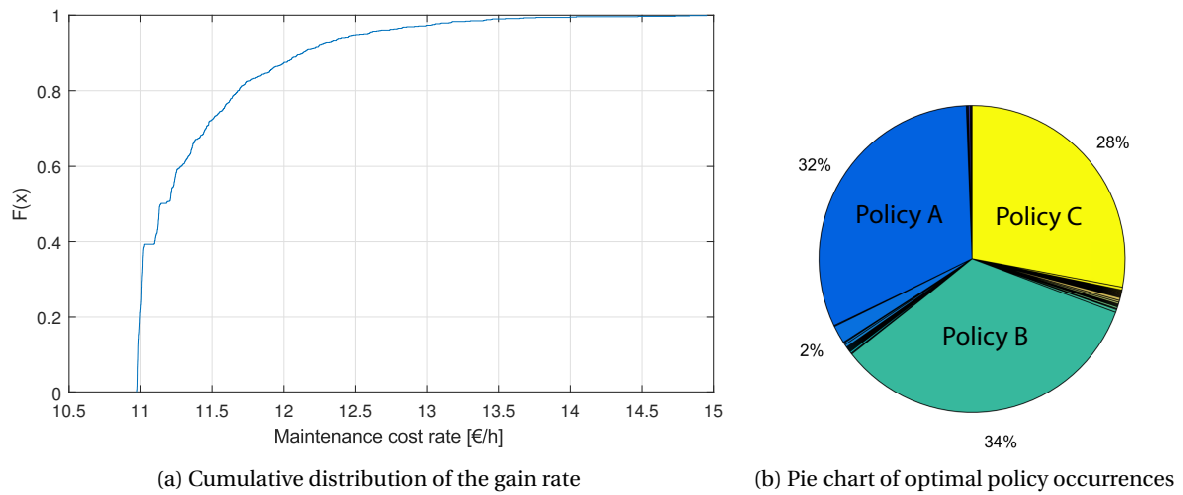 1
0.8
0.6
0.4
0.2
0
F(x)
10.5 11 11.5 12 12.5 13 13.5 14 14.5 15
Maintenance cost rate [€/h]
(a) Cumulative distribution of the gain rate
32%
28%
Policy A
Policy C
Policy B
2%
34%
(b) Pie chart of optimal policy occurrences